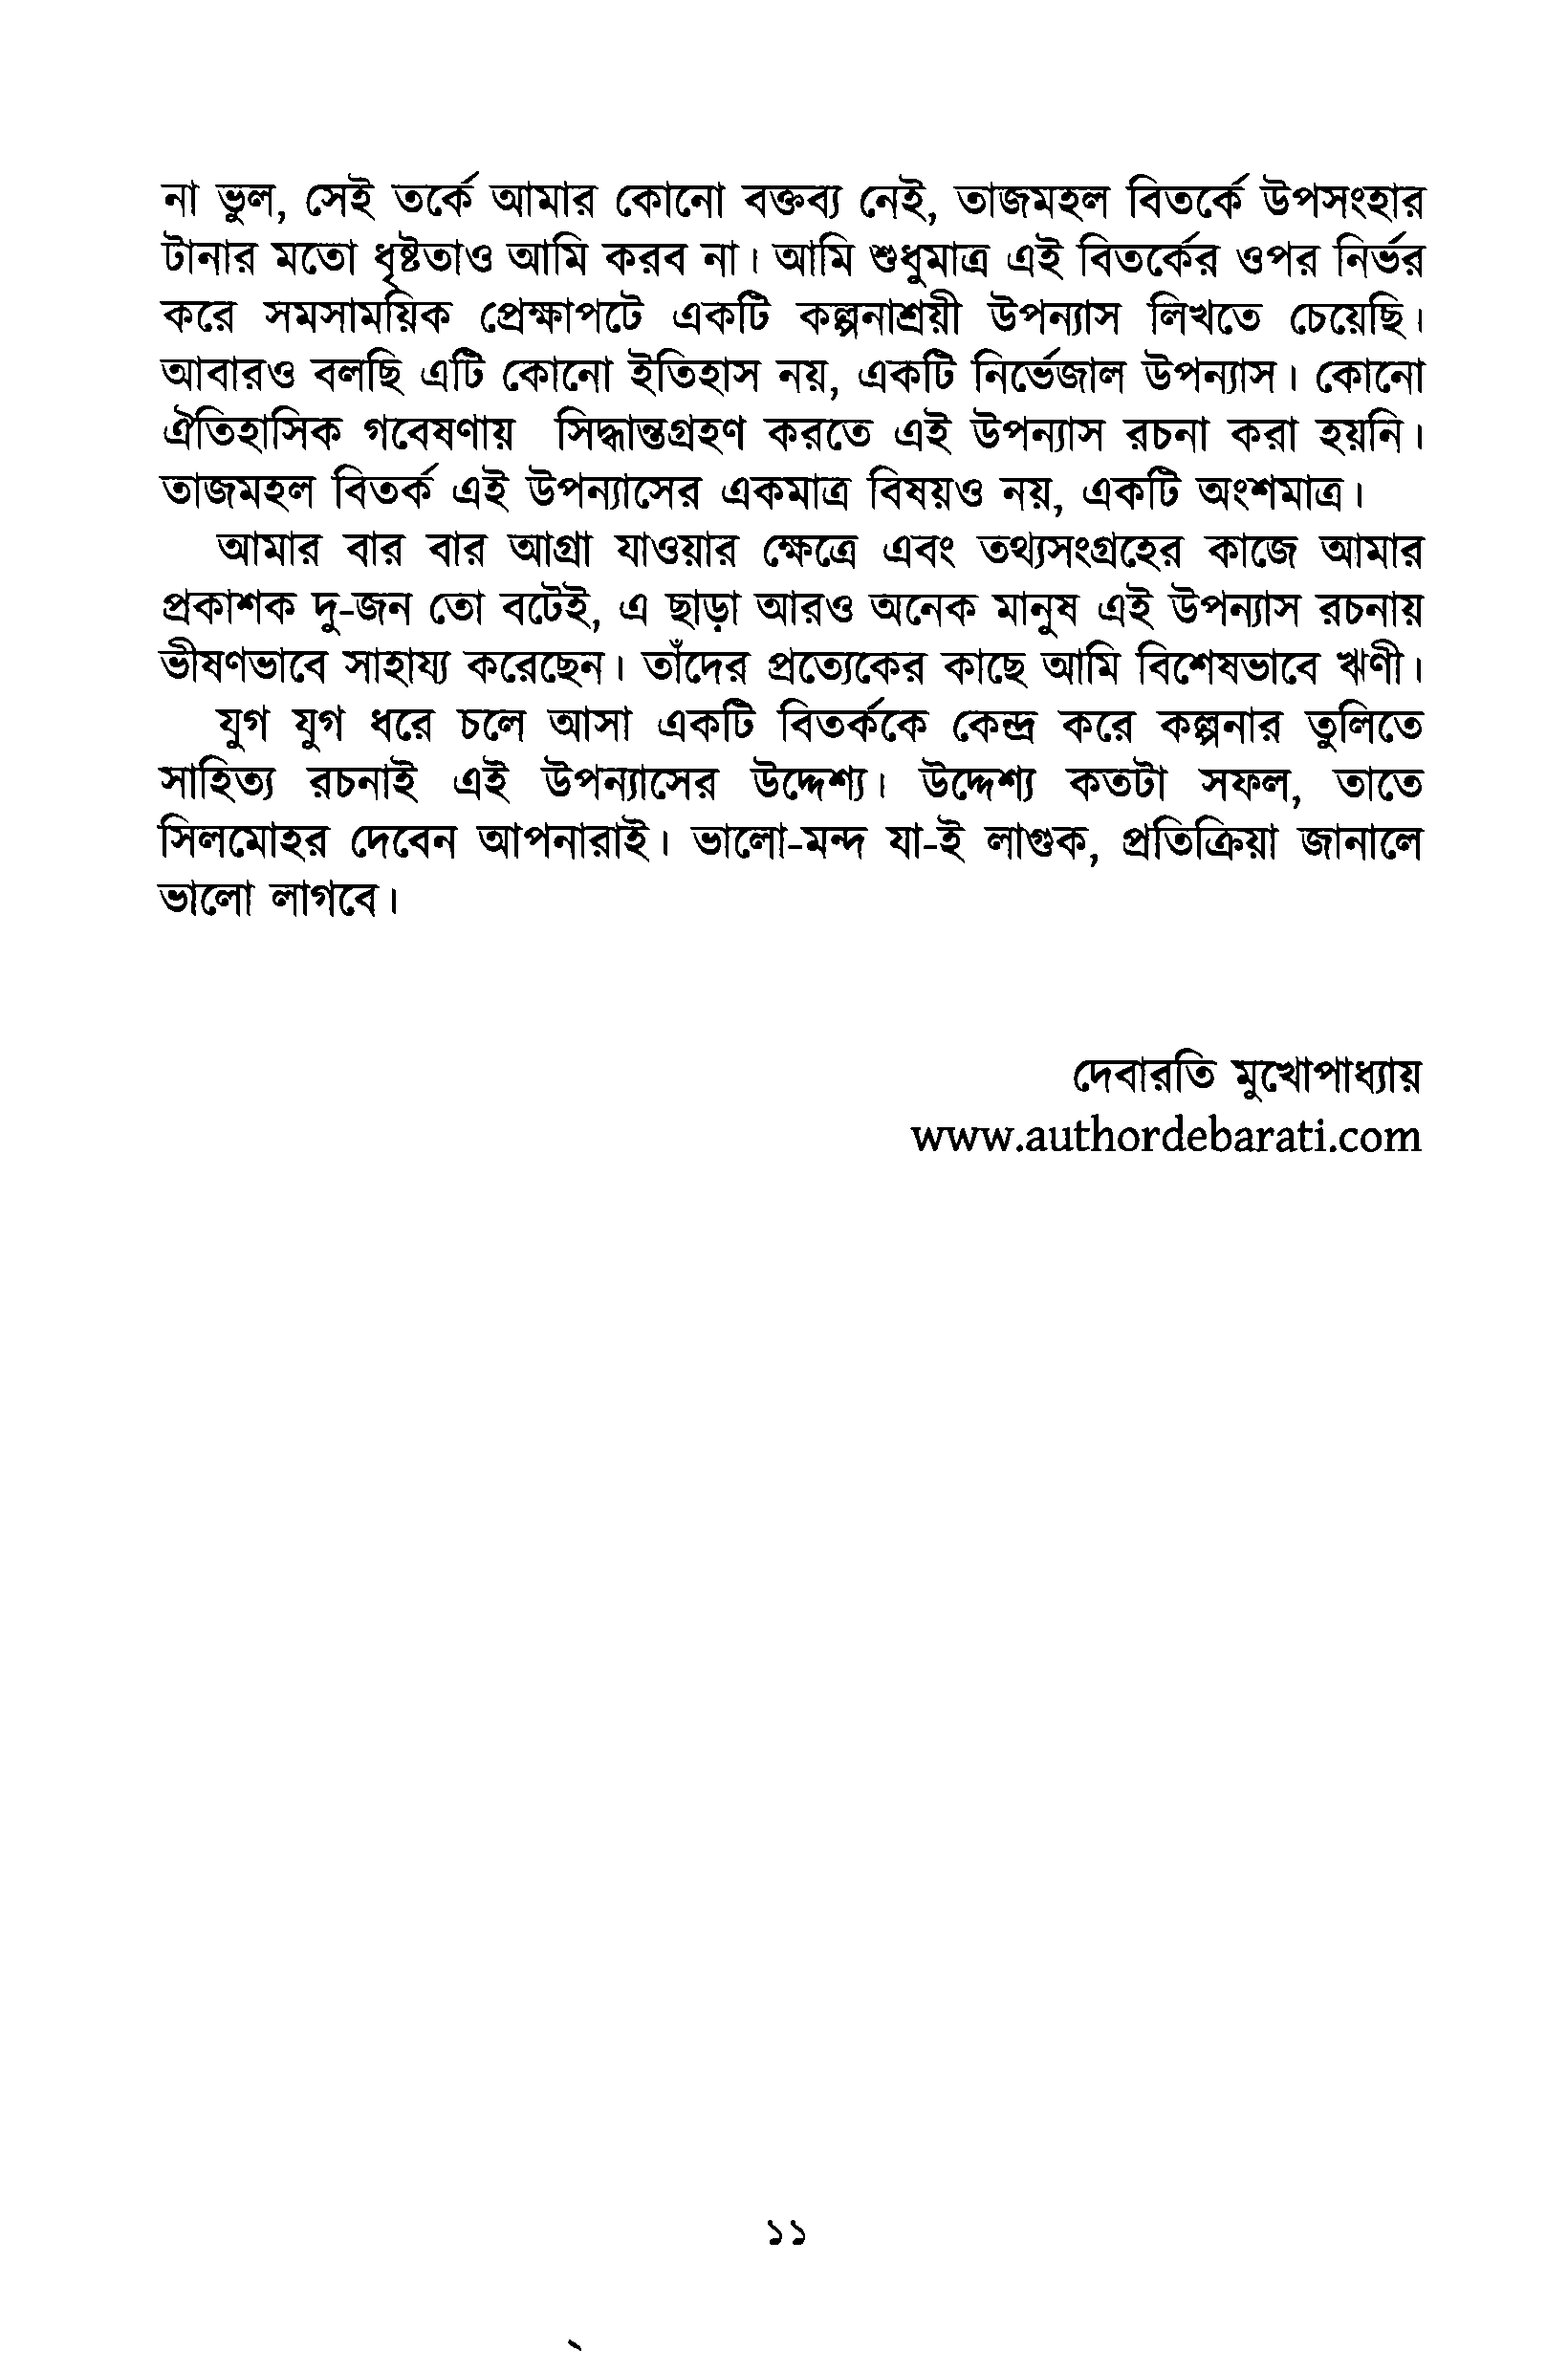 না ভুল, সেই তর্কে আমার কোনো বক্তব্য নেই, তাজমহল বিতর্কে উপসংহার
টানার মতো ধৃষ্টতাও আমি করব না। আমি শুধুমাত্র এই বিতর্কের ওপর নির্ভর
করে সমসাময়িক প্রেক্ষাপটে একটি কল্পনাশ্রয়ী উপন্যাস লিখতে চেয়েছি।
আবারও বলছি এটি কোনো ইতিহাস নয়, একটি নির্ভেজাল উপন্যাস। কোনো
ঐতিহাসিক গবেষণায় সিদ্ধান্তগ্রহণ করতে এই উপন্যাস রচনা করা হয়নি।
তাজমহল বিতর্ক এই উপন্যাসের একমাত্র বিষয়ও নয়, একটি অংশমাত্র।
আমার বার বার আগ্রা যাওয়ার ক্ষেত্রে এবং তথ্যসংগ্রহের কাজে আমার
প্রকাশক দু-জন তো বটেই, এ ছাড়া আরও অনেক মানুষ এই উপন্যাস রচনায়
ভীষণভাবে সাহায্য করেছেন। তাঁদের প্রত্যেকের কাছে আমি বিশেষভাবে ঋণী।
যুগ যুগ ধরে চলে আসা একটি বিতর্ককে কেন্দ্র করে কল্পনার তুলিতে
সাহিত্য রচনাই এই উপন্যাসের উদ্দেশ্য। উদ্দেশ্য কতটা সফল, তাতে
সিলমোহর দেবেন আপনারাই। ভালো-মন্দ যা-ই লাগুক, প্রতিক্রিয়া জানালে
ভালো লাগবে।
দেবারতি মুখোপাধ্যায়
www.authordebarati.com
১১